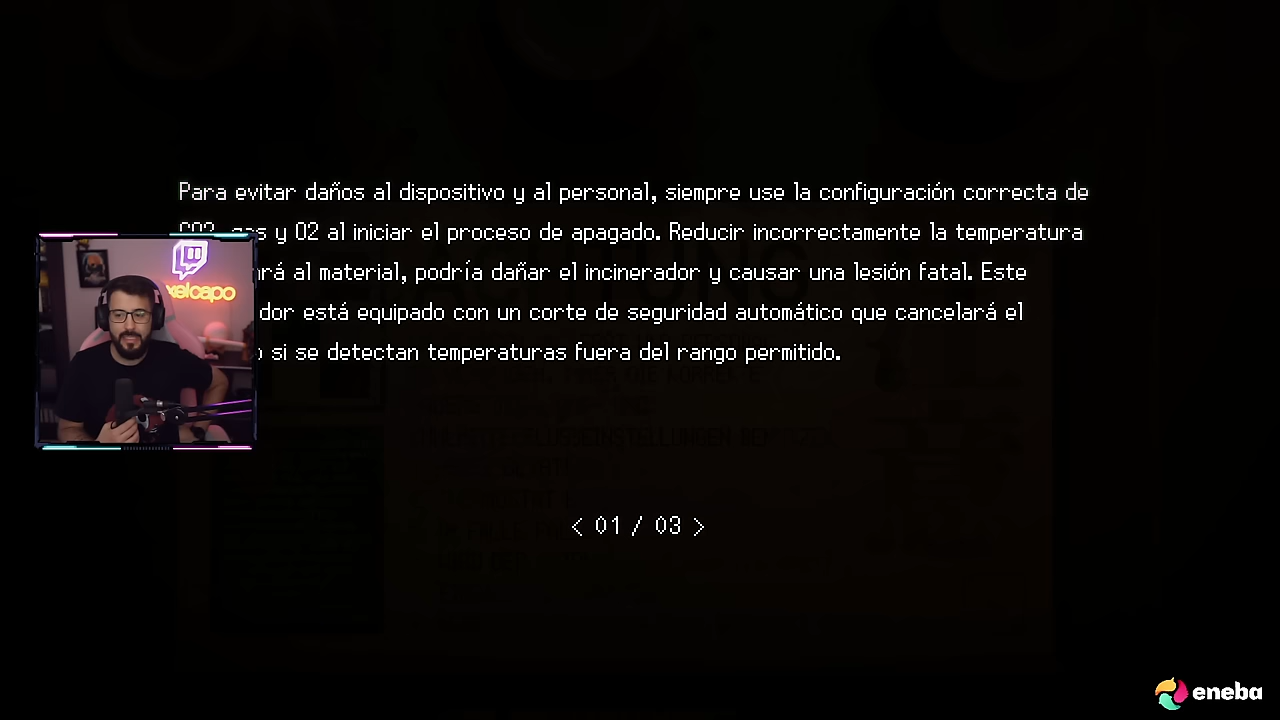 Para evitar daños al dispositivo y al personal, siempre use la configuración correcta de
CO2, gas y O2 al iniciar el proceso de apagado. Reducir incorrectamente la temperatura
al material, podría dañar el incinerador y causar una lesión fatal. Este
está equipado con un corte de seguridad automático que cancelará el
si se detectan temperaturas fuera del rango permitido.
xelcapo
< 01 / 03 >
eneba